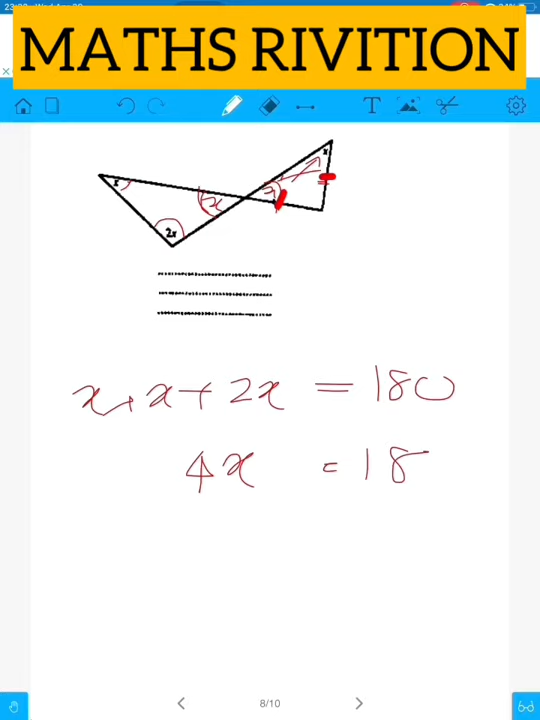 MATHS RIVITION
T
x
x
x
x
2x
x + x + 2x = 180
4x = 18
8/10